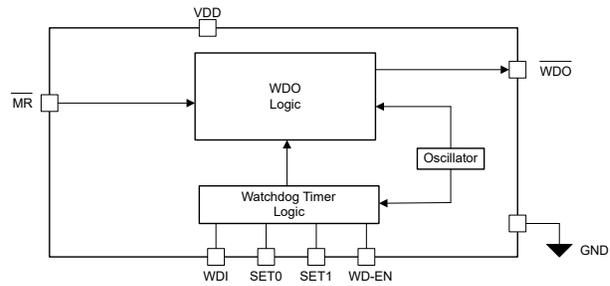 VDD
WDO
Logic
WDO
MR
Oscillator
Watchdog Timer
Logic
GND
WDI
SET0
SET1
WD-EN